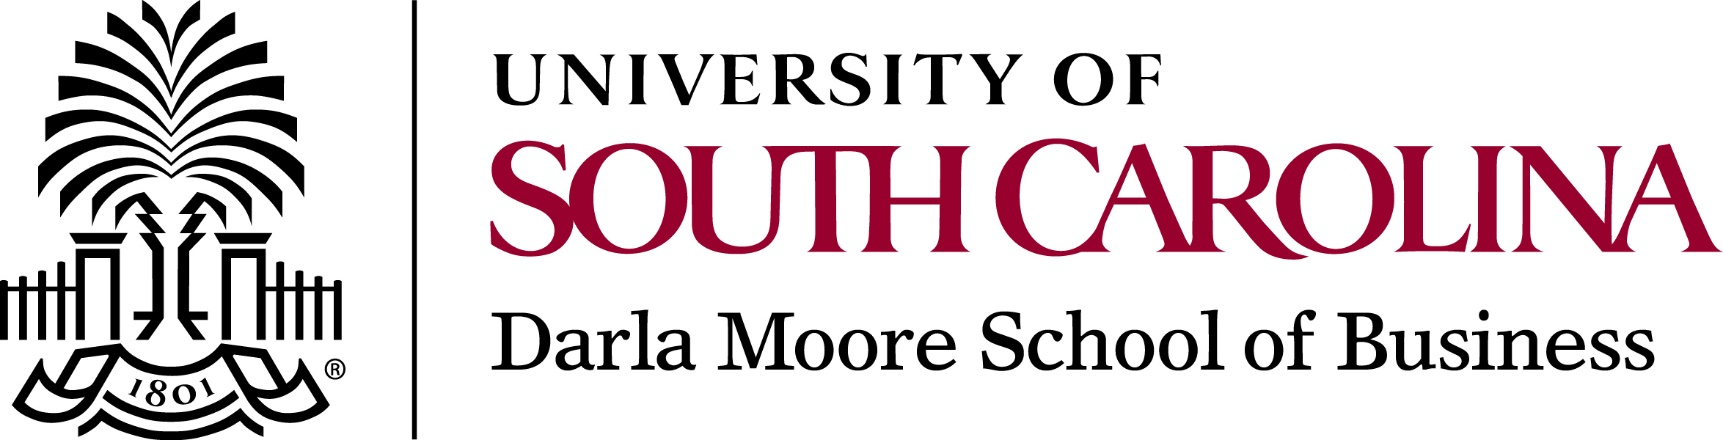 UNIVERSITY OF
SOUTH CAROLINA
Darla Moore School of Business
1801
®